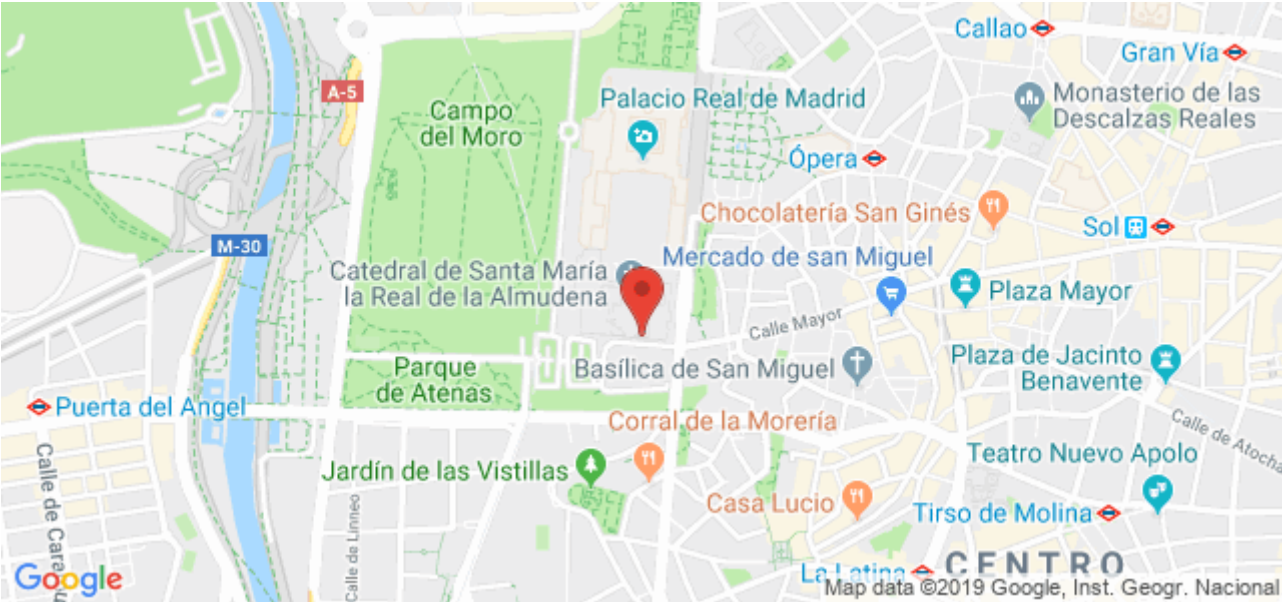 Callao
Gran Vía
A-5
Campo
del Moro
Palacio Real de Madrid
Monasterio de las
Descalzas Reales
Ópera
Chocolatería San Ginés
Sol
M-30
Catedral de Santa María
la Real de la Almudena
Mercado de san Miguel
Plaza Mayor
Calle Mayor
Parque
de Atenas
Basílica de San Miguel
Plaza de Jacinto
Benavente
Puerta del Angel
Corral de la Morería
Calle de Atocha
Jardín de las Vistillas
Teatro Nuevo Apolo
Casa Lucio
Tirso de Molina
Calle de Linneo
Calle de
La Latina
CENTRO
Google
Map data ©2019 Google, Inst. Geogr. Nacional